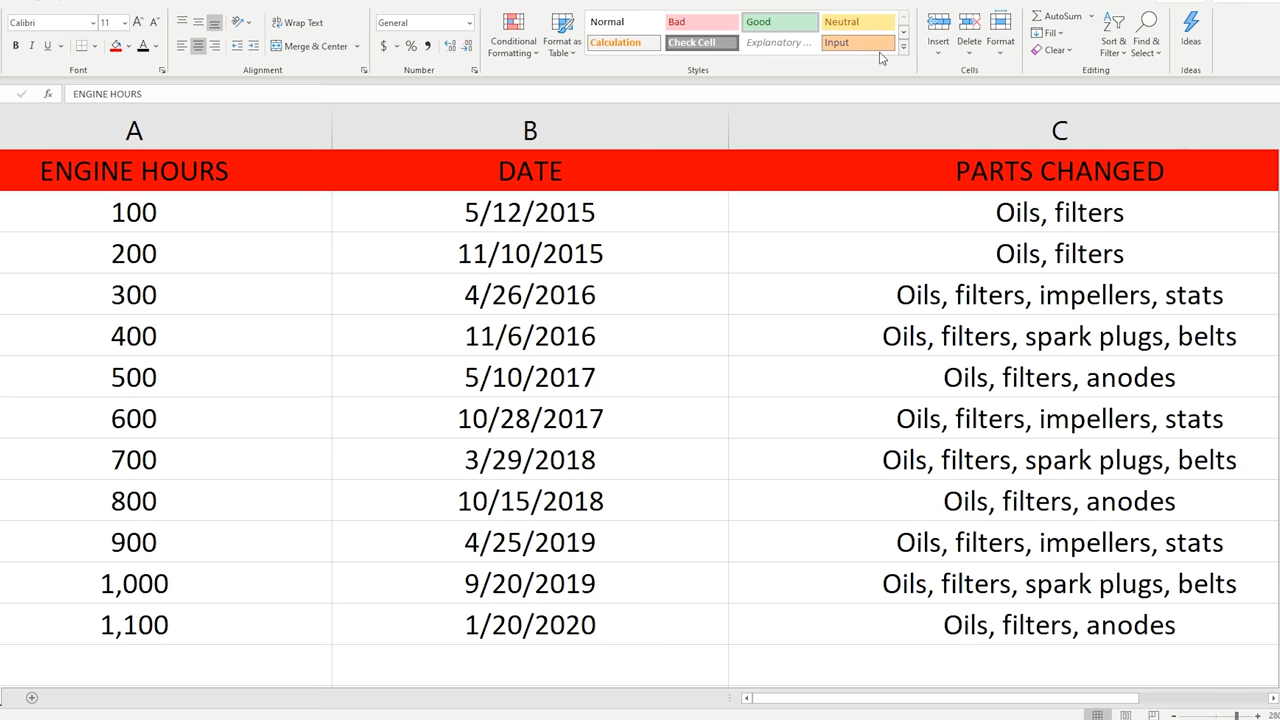 Calibri 11 A A Wrap Text General Normal Bad Good Neutral AutoSum
B I U A Merge & Center $ % Conditional Formatting Format as Table Calculation Check Cell Explanatory ... Input Insert Delete Format Fill Clear Sort & Filter Find & Select Ideas
Font Alignment Number Styles Cells Editing Ideas
fx ENGINE HOURS
A B C
ENGINE HOURS DATE PARTS CHANGED
100 5/12/2015 Oils, filters
200 11/10/2015 Oils, filters
300 4/26/2016 Oils, filters, impellers, stats
400 11/6/2016 Oils, filters, spark plugs, belts
500 5/10/2017 Oils, filters, anodes
600 10/28/2017 Oils, filters, impellers, stats
700 3/29/2018 Oils, filters, spark plugs, belts
800 10/15/2018 Oils, filters, anodes
900 4/25/2019 Oils, filters, impellers, stats
1,000 9/20/2019 Oils, filters, spark plugs, belts
1,100 1/20/2020 Oils, filters, anodes